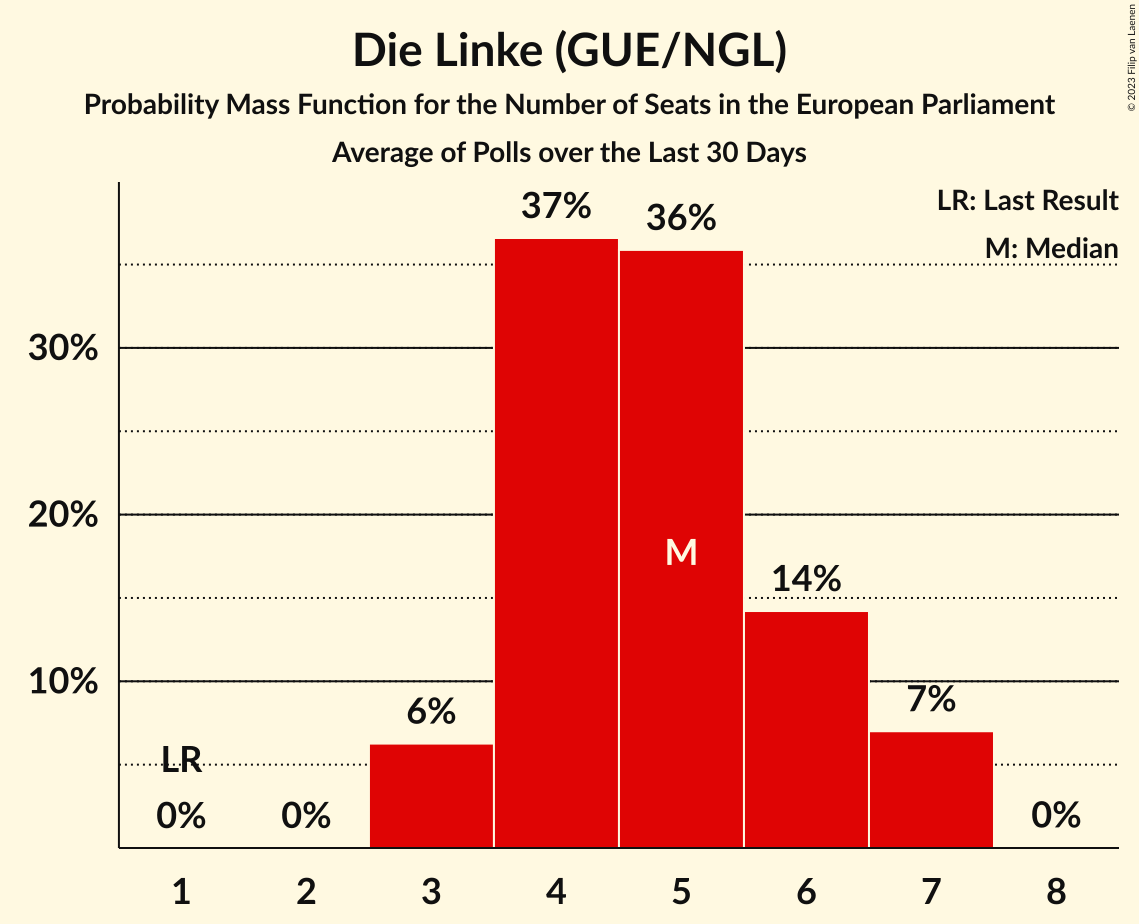 Die Linke (GUE/NGL)
Probability Mass Function for the Number of Seats in the European Parliament
Average of Polls over the Last 30 Days
© 2023 Filip van Laenen
LR: Last Result
M: Median
37%
36%
30%
20%
M
14%
10%
6%
7%
LR
0%
0%
0%
1 2 3 4 5 6 7 8